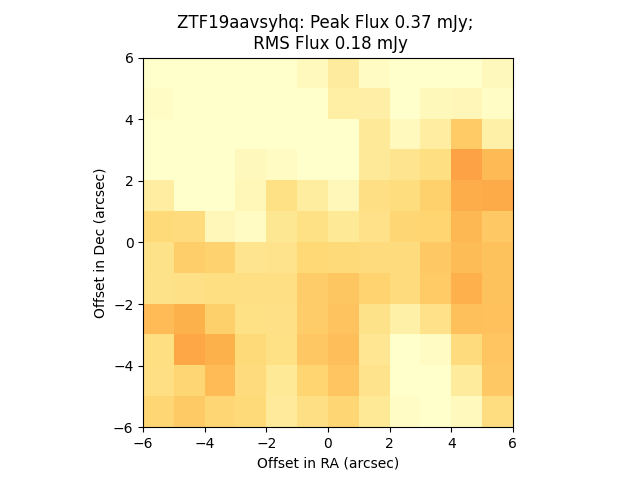 ZTF19aavsyhq: Peak Flux 0.37 mJy;
RMS Flux 0.18 mJy
6
4
2
0
−2
−4
−6
Offset in Dec (arcsec)
−6 −4 −2 0 2 4 6
Offset in RA (arcsec)